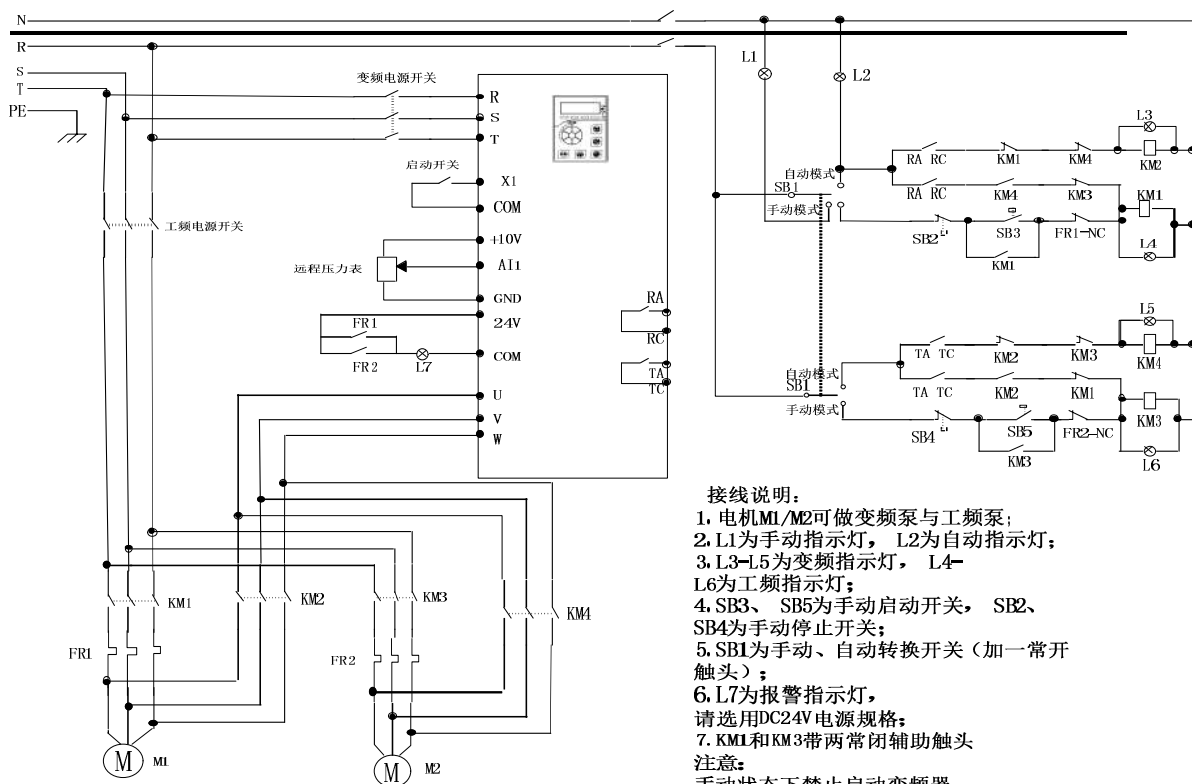 N
R
S
T
PE
变频电源开关
R
S
T
启动开关
X1
COM
工频电源开关
+10V
远程压力表
AI1
GND
24V
FR1
FR2
L7
COM
U
V
W
RA
RC
TA
TC
L1
L2
自动模式
SB1
手动模式
RA RC
KM1
KM4
L3
KM2
RA RC
KM4
KM3
KM1
SB2
SB3
FR1-NC
L4
KM1
L5
TA TC
KM2
KM3
KM4
自动模式
SB1
手动模式
TA TC
KM2
KM1
KM3
SB4
SB5
FR2-NC
KM3
L6
KM1
KM2
KM3
KM4
FR1
FR2
M
M1
M
M2
接线说明:
1. 电机M1/M2可做变频泵与工频泵;
2. L1为手动指示灯, L2为自动指示灯;
3. L3-L5为变频指示灯, L4-
L6为工频指示灯;
4. SB3、 SB5为手动启动开关, SB2、
SB4为手动停止开关;
5. SB1为手动、自动转换开关(加一常开
触头);
6. L7为报警指示灯,
请选用DC24V电源规格;
7. KM1和KM3带两常闭辅助触头
注意:
手动状态下禁止启动变频器